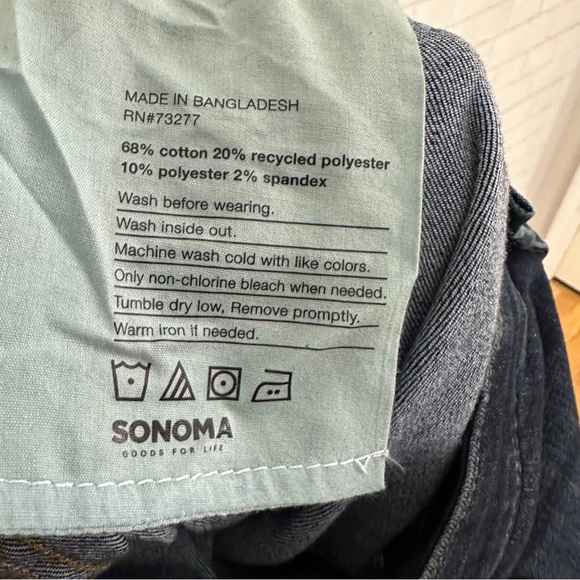 MADE IN BANGLADESH
RN#73277
68% cotton 20% recycled polyester
10% polyester 2% spandex
Wash before wearing.
Wash inside out.
Machine wash cold with like colors.
Only non-chlorine bleach when needed.
Tumble dry low, Remove promptly.
Warm iron if needed.
SONOMA
GOODS FOR LIFE